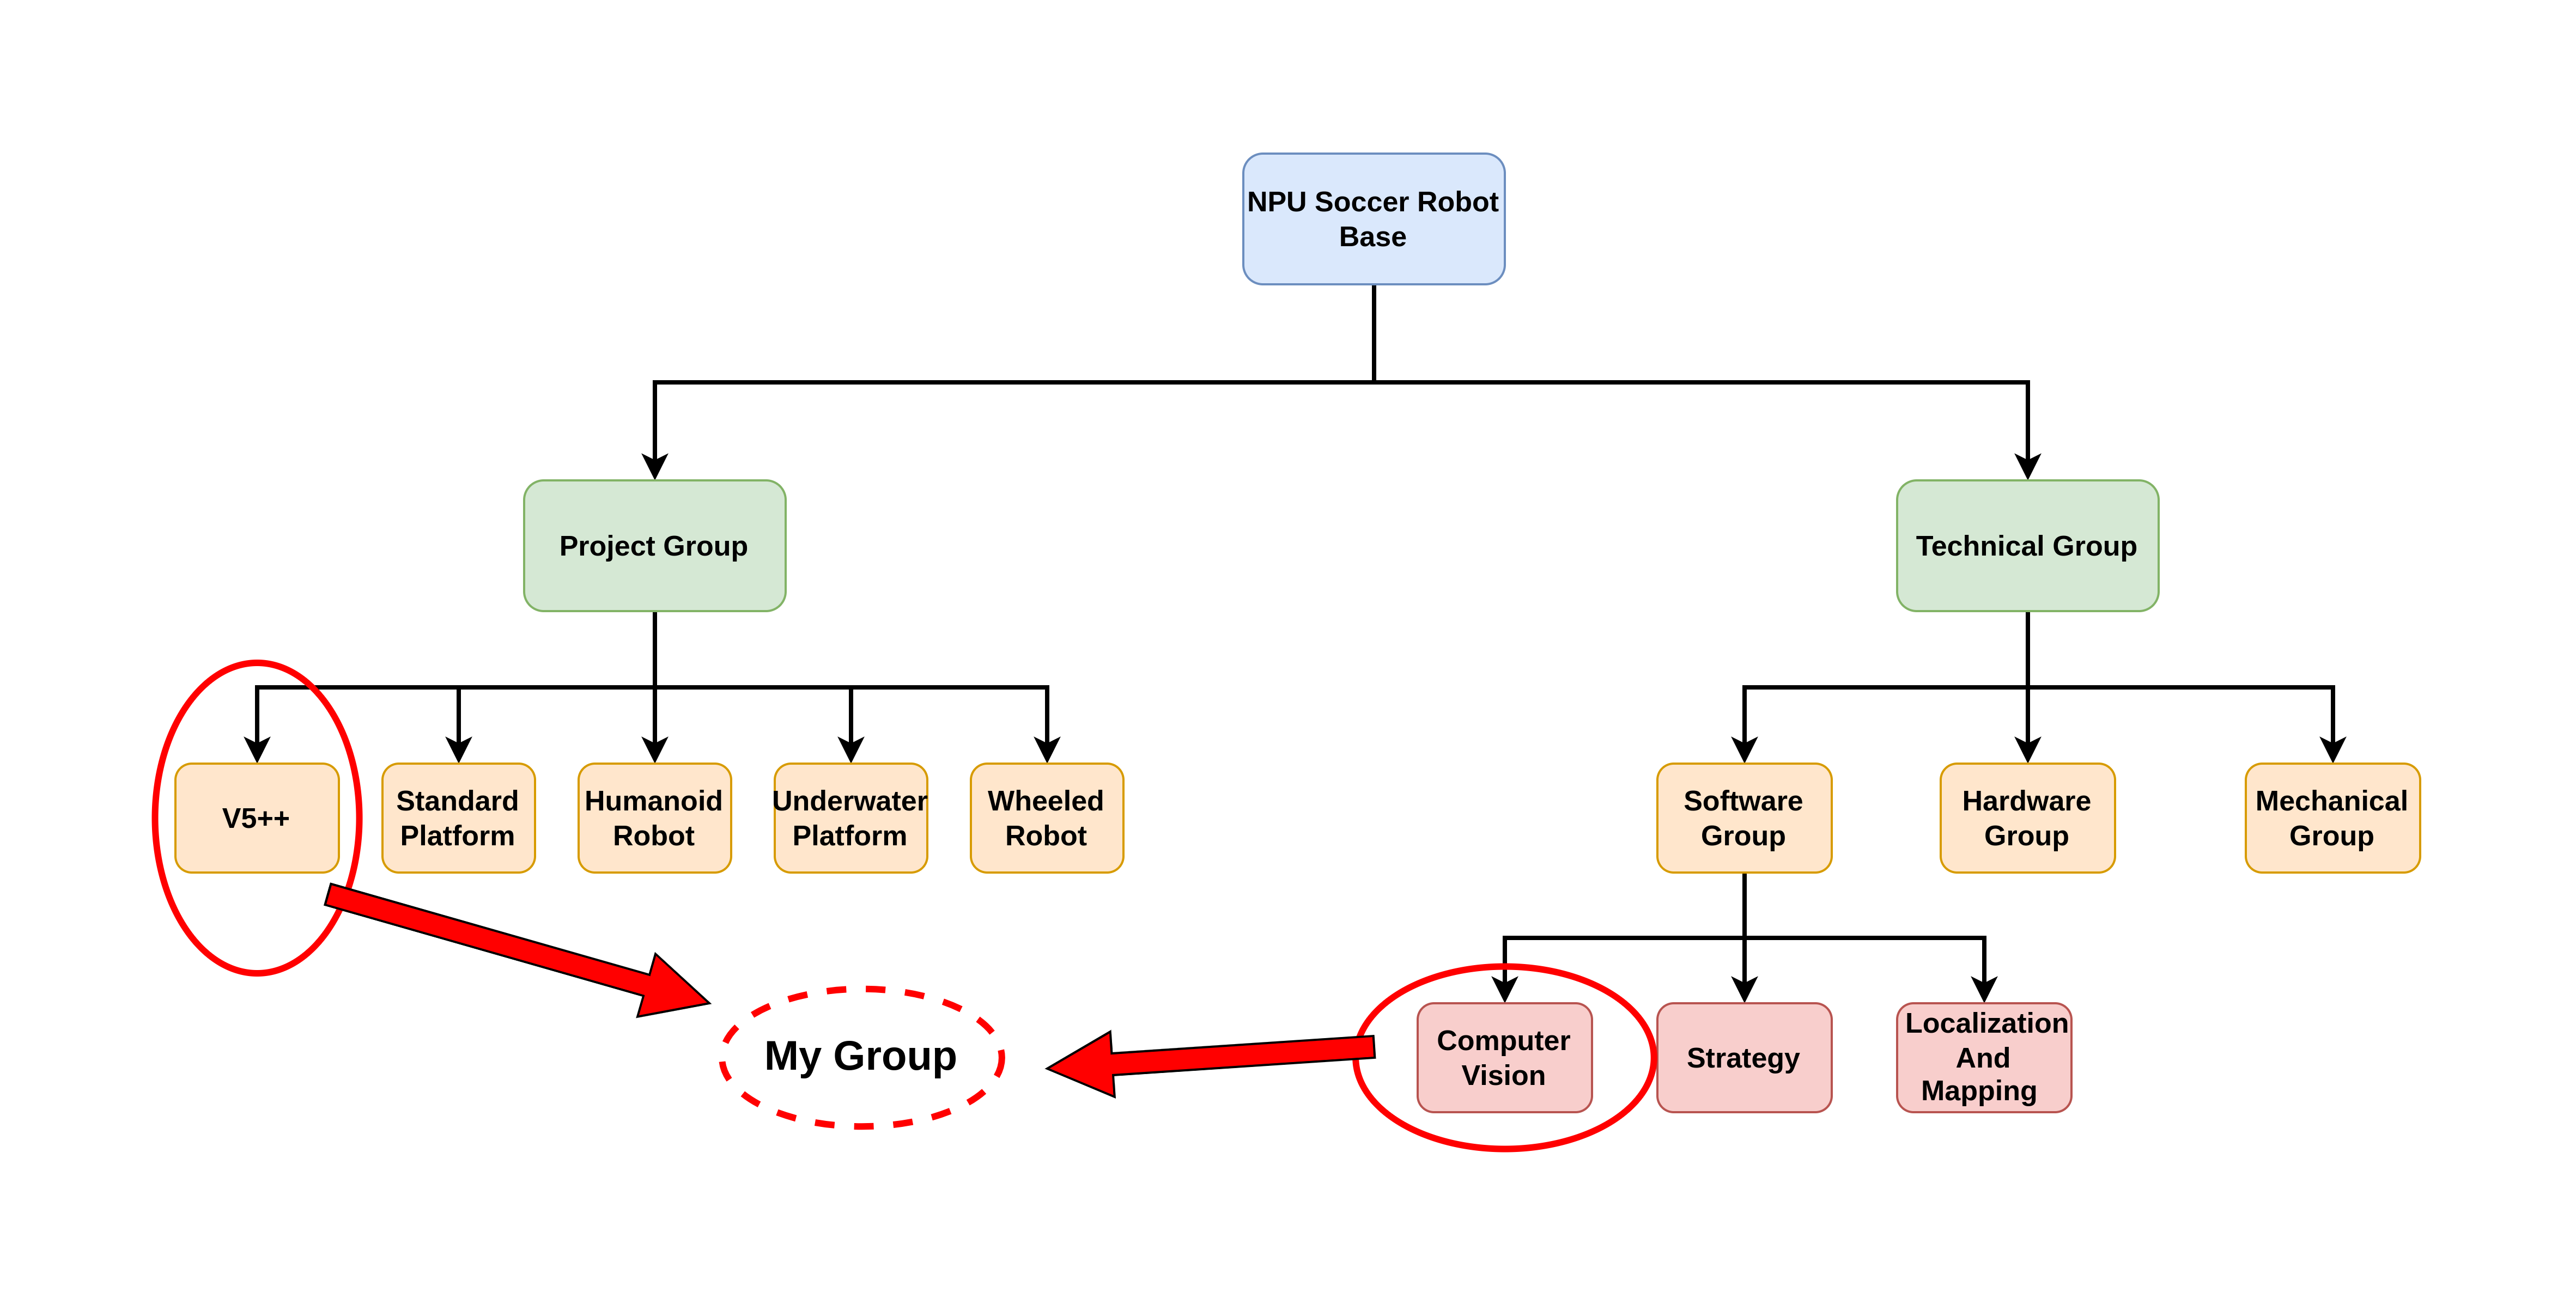 NPU Soccer Robot
Base
Project Group
Technical Group
V5++
Standard
Platform
Humanoid
Robot
Underwater
Platform
Wheeled
Robot
Software
Group
Hardware
Group
Mechanical
Group
My Group
Computer
Vision
Strategy
Localization
And
Mapping